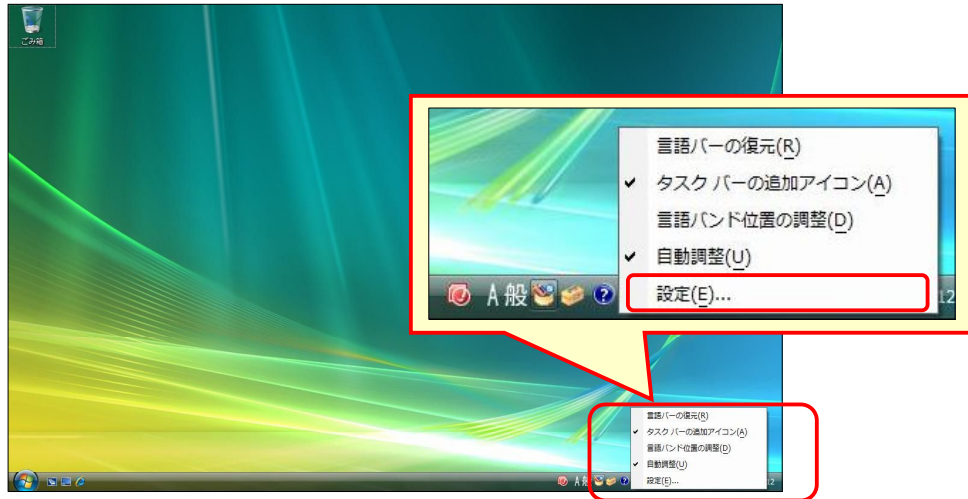 ごみ箱
言語バーの復元(R)
タスク バーの追加アイコン(A)
言語バンド位置の調整(D)
自動調整(U)
設定(E)...
A 般
12
言語バーの復元(R)
タスク バーの追加アイコン(A)
言語バンド位置の調整(D)
自動調整(U)
設定(E)...
A 般
12